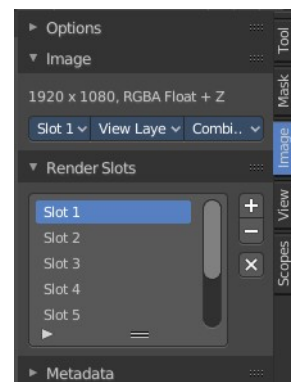 Options
Image
1920 x 1080, RGBA Float + Z
Slot 1 View Laye Combi..
Render Slots
Slot 1
Slot 2
Slot 3
Slot 4
Slot 5
Metadata
Tool
Mask
Image
View
Scopes